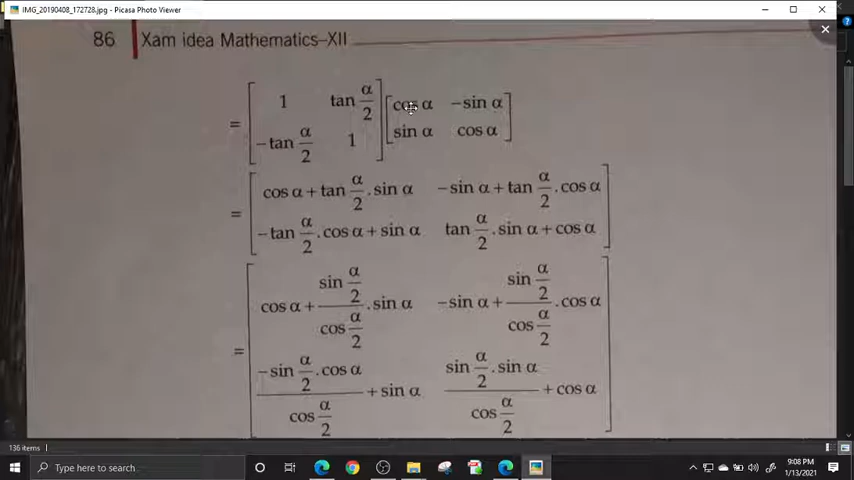 IMG_20190408_172728.jpg - Picasa Photo Viewer
86 Xam idea Mathematics–XII
= [ 1 tan α/2 ] [ cos α −sin α ]
[ −tan α/2 1 ] [ sin α cos α ]
= [ cos α + tan α/2 . sin α −sin α + tan α/2 . cos α ]
[ −tan α/2 . cos α + sin α tan α/2 . sin α + cos α ]
= [ cos α + (sin α/2)/(cos α/2) . sin α −sin α + (sin α/2)/(cos α/2) . cos α ]
[ (−sin α/2 . cos α)/(cos α/2) + sin α (sin α/2 . sin α)/(cos α/2) + cos α ]
136 items
Type here to search
9:08 PM
1/13/2021